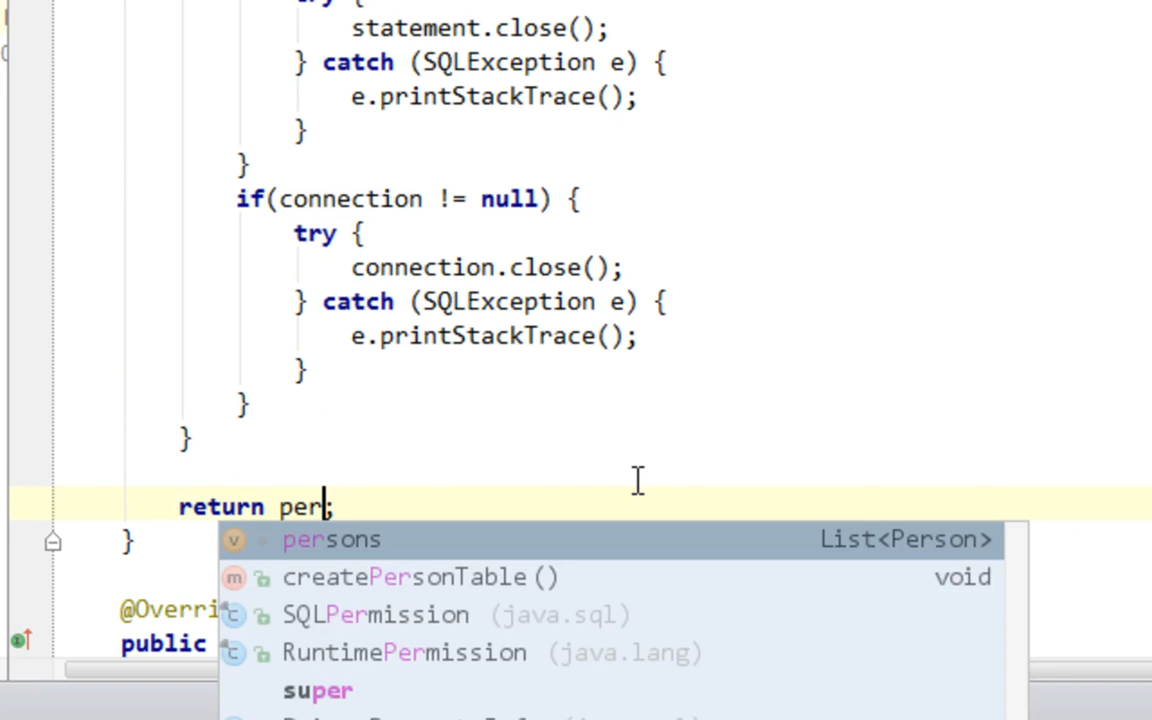 try {
statement.close();
} catch (SQLException e) {
e.printStackTrace();
}
}
if(connection != null) {
try {
connection.close();
} catch (SQLException e) {
e.printStackTrace();
}
}
}
return per;
}
persons List<Person>
createPersonTable() void
SQLPermission (java.sql)
RuntimePermission (java.lang)
super
@Overri
public